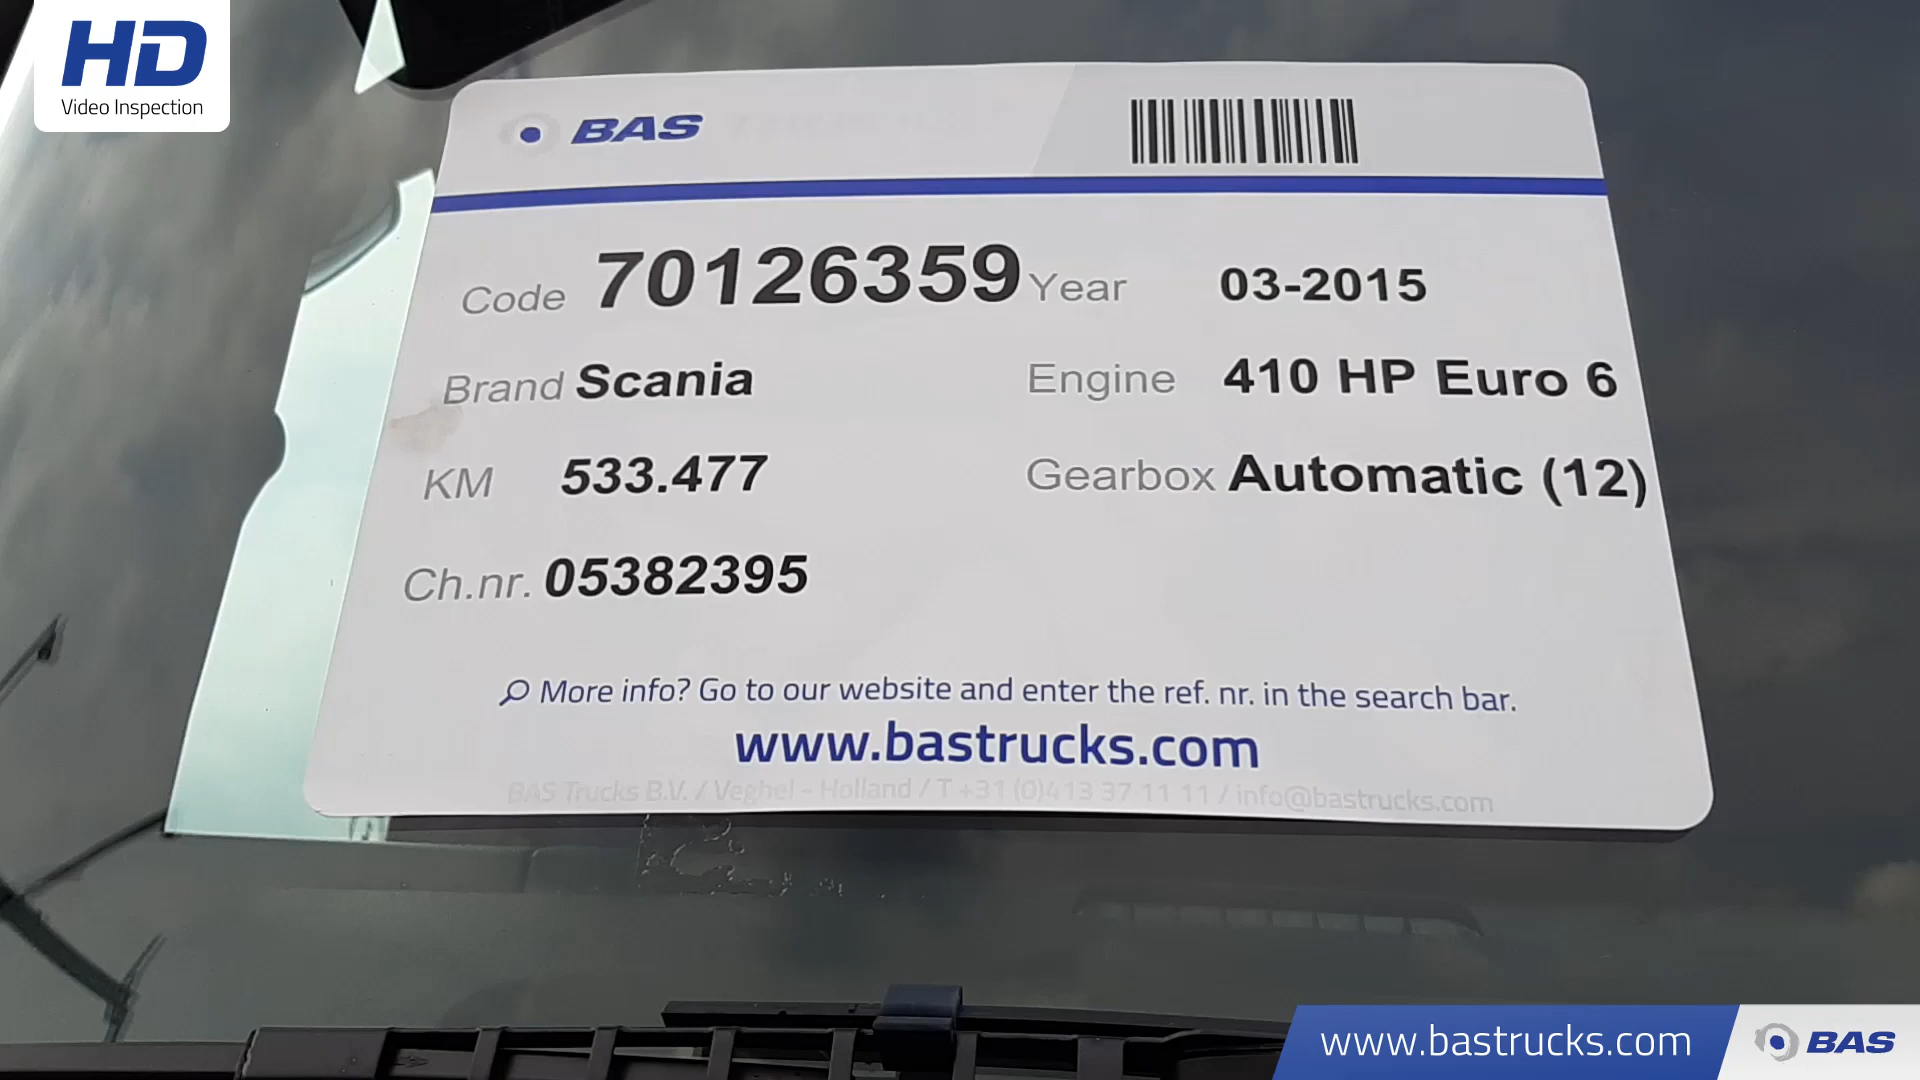 HD
Video Inspection
BAS
Code 70126359 Year 03-2015
Brand Scania Engine 410 HP Euro 6
KM 533.477 Gearbox Automatic (12)
Ch.nr. 05382395
More info? Go to our website and enter the ref. nr. in the search bar.
www.bastrucks.com
BAS Trucks B.V. / Veghel - Holland / T +31 (0)413 37 11 11 / info@bastrucks.com
www.bastrucks.com BAS